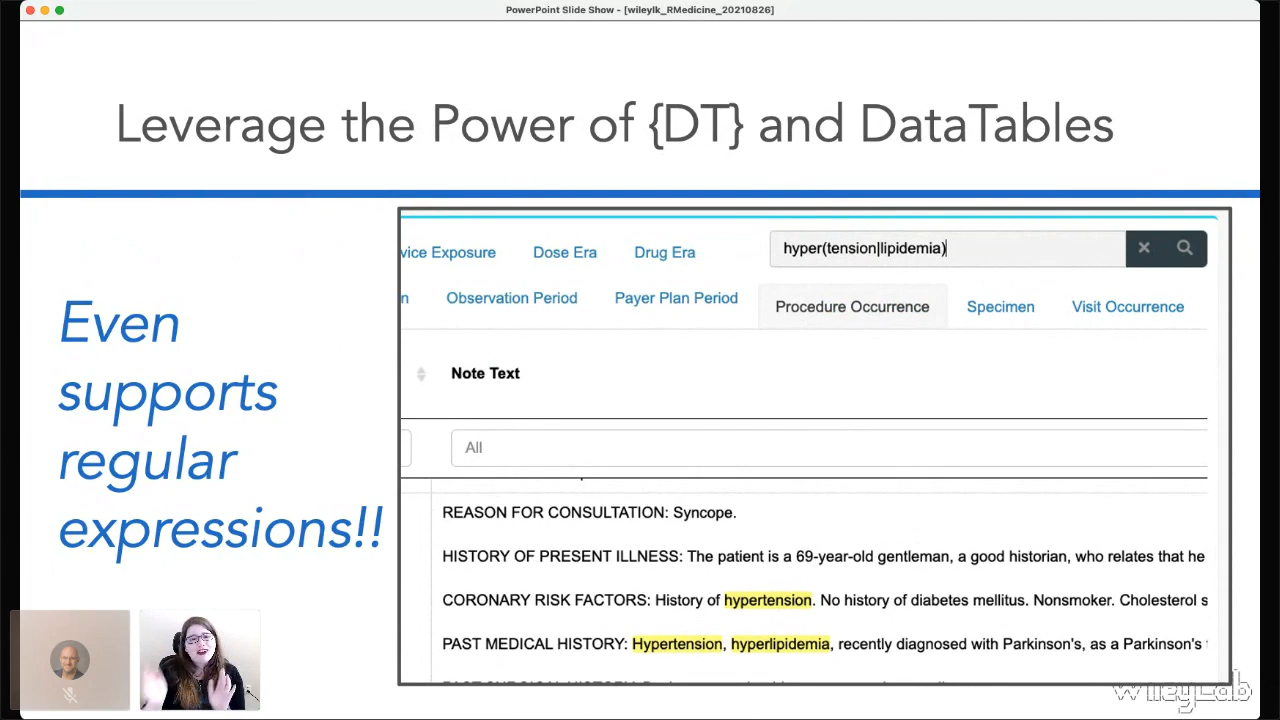 PowerPoint Slide Show - [wileylk_RMedicine_20210826]
Leverage the Power of {DT} and DataTables
Even
supports
regular
expressions!!
vice Exposure Dose Era Drug Era hyper(tension|lipidemia)
n Observation Period Payer Plan Period Procedure Occurrence Specimen Visit Occurrence
Note Text
All
REASON FOR CONSULTATION: Syncope.
HISTORY OF PRESENT ILLNESS: The patient is a 69-year-old gentleman, a good historian, who relates that he
CORONARY RISK FACTORS: History of hypertension. No history of diabetes mellitus. Nonsmoker. Cholesterol s
PAST MEDICAL HISTORY: Hypertension, hyperlipidemia, recently diagnosed with Parkinson's, as a Parkinson's
wileyLab